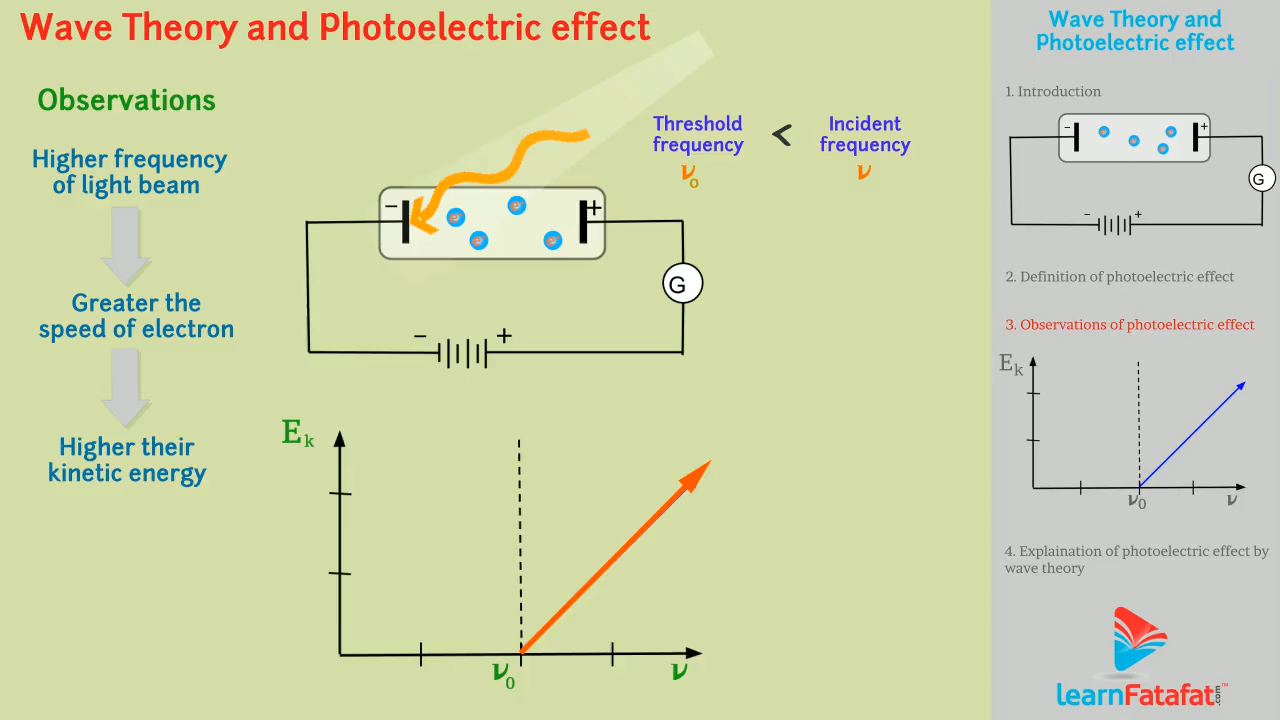 Wave Theory and Photoelectric effect
Observations
Higher frequency
of light beam
Greater the
speed of electron
Higher their
kinetic energy
Threshold
frequency
ν₀
<
Incident
frequency
ν
−
+
G
−
+
Eₖ
ν₀
ν
Wave Theory and
Photoelectric effect
1. Introduction
−
+
G
−
+
2. Definition of photoelectric effect
3. Observations of photoelectric effect
Eₖ
ν₀
ν
4. Explaination of photoelectric effect by
wave theory
learnFatafat.com™